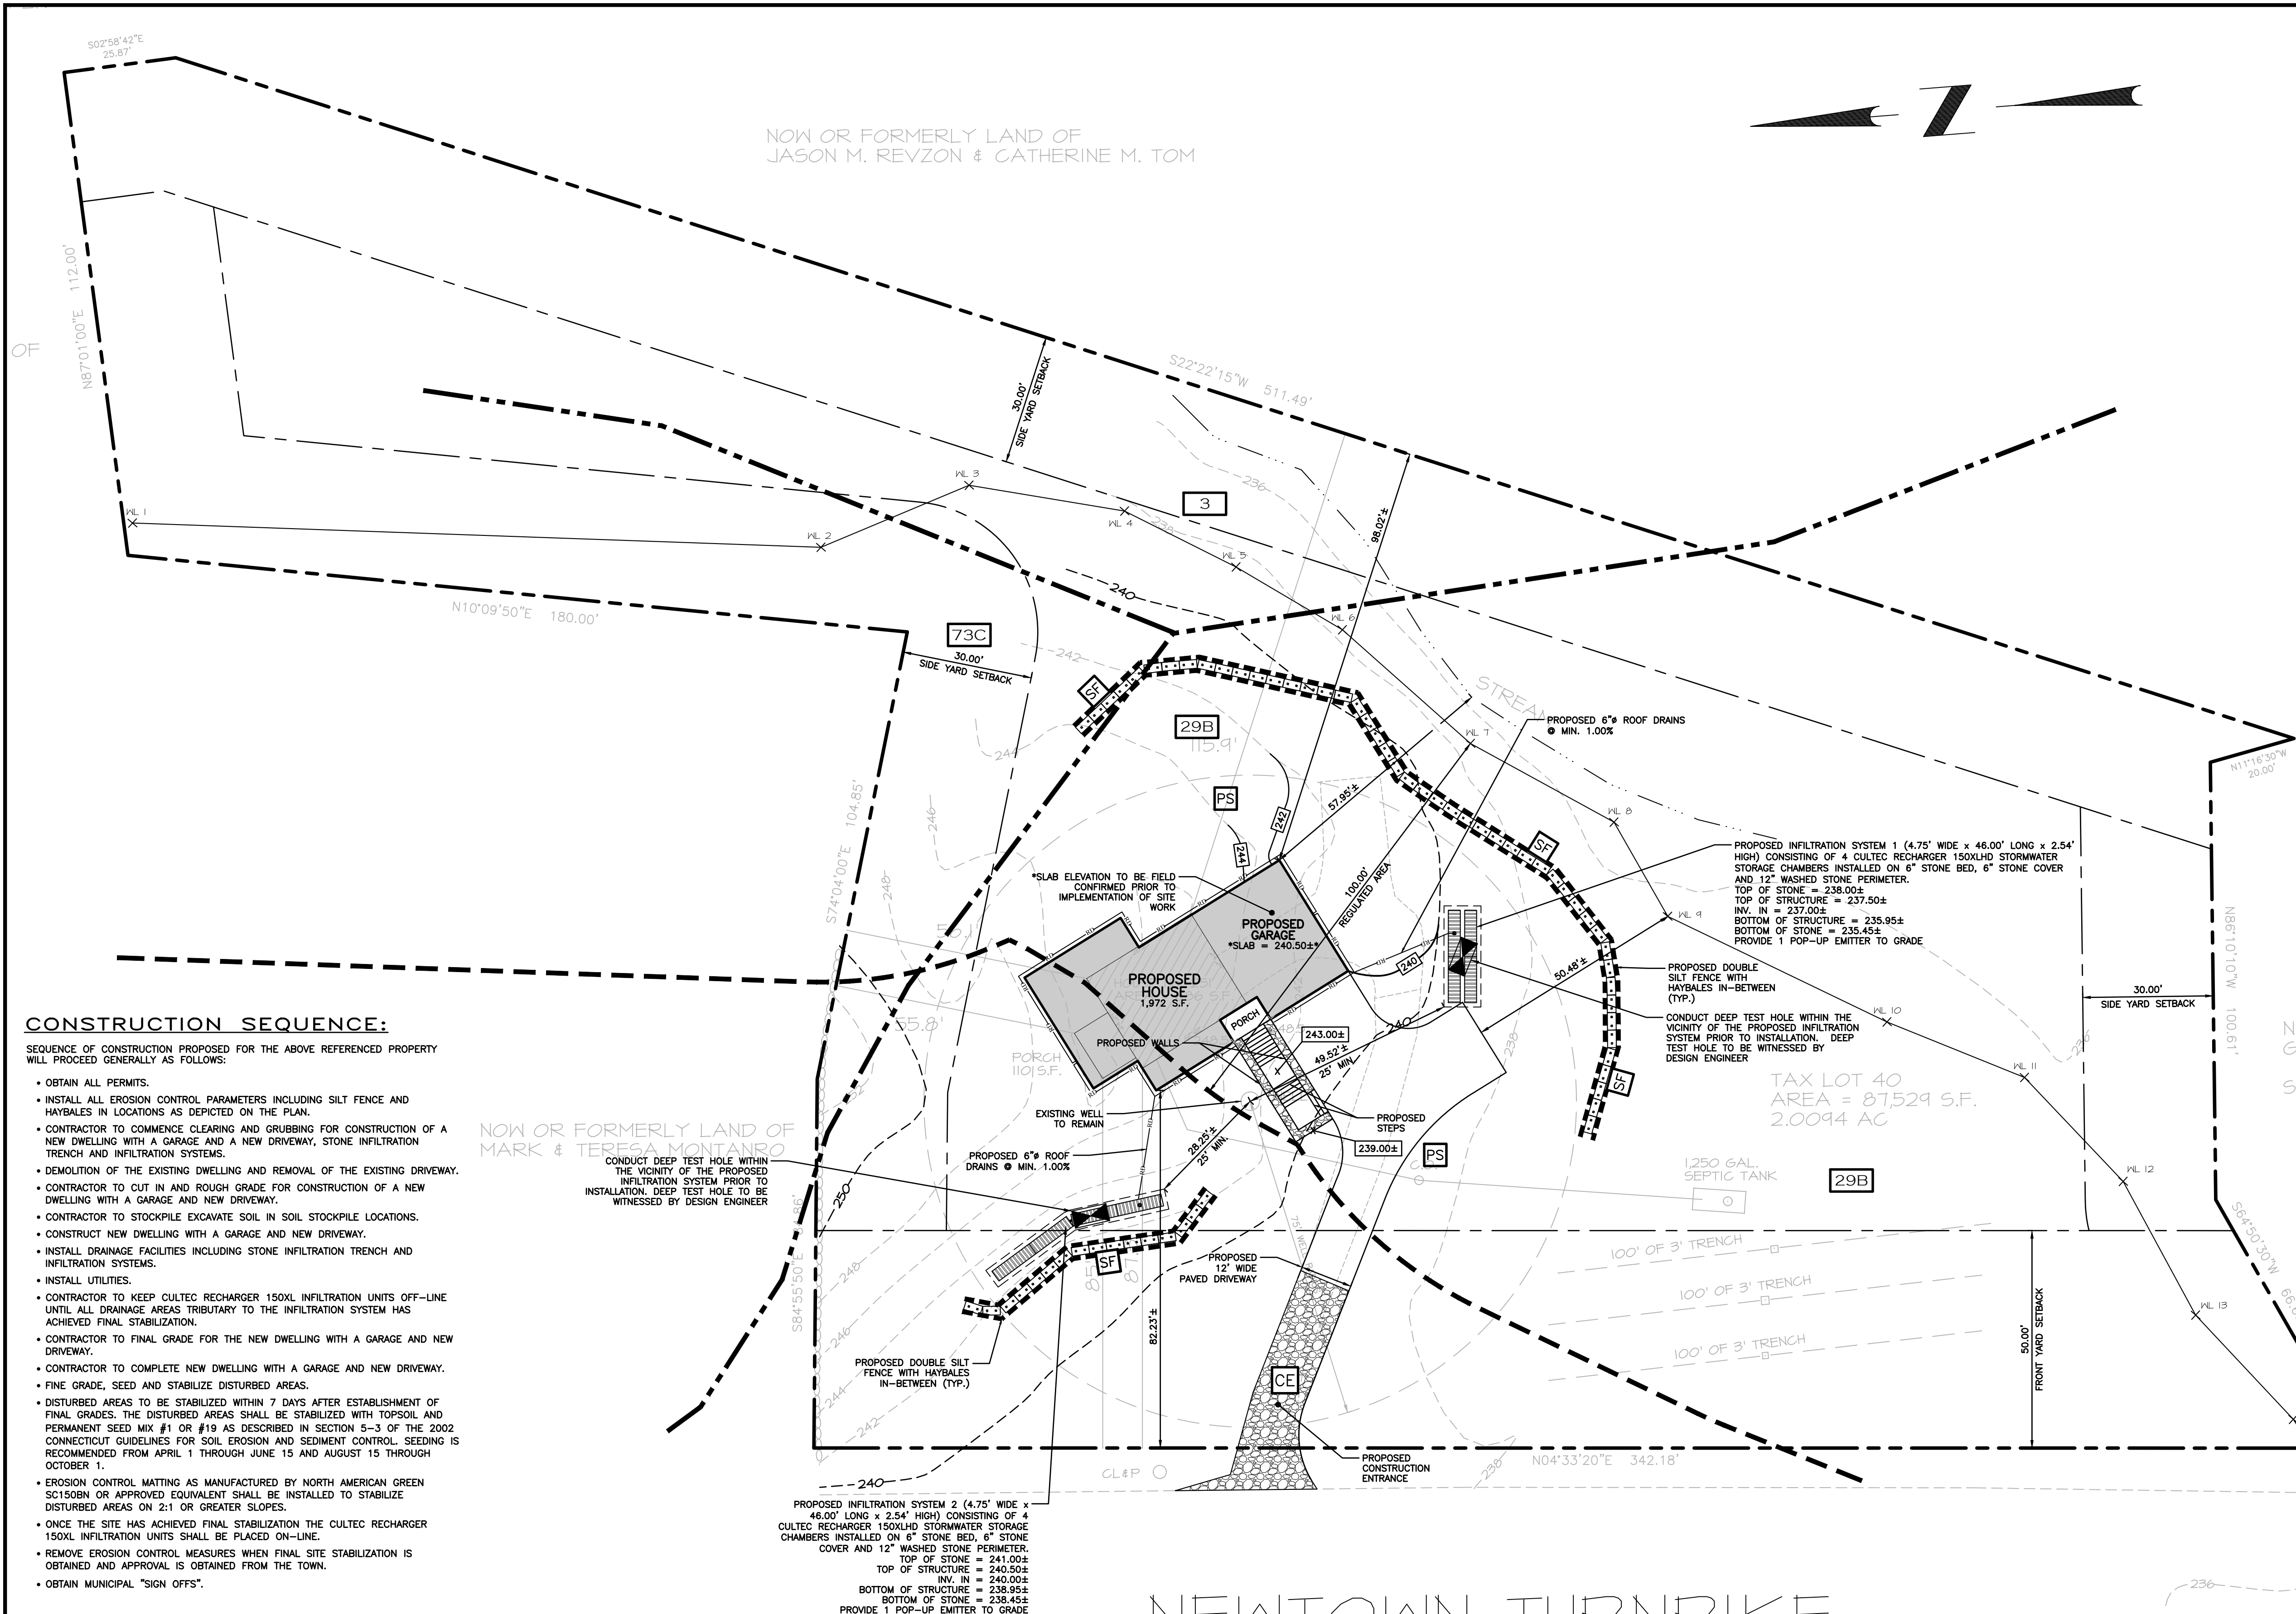 S02°58'42"E
25.87'
NOW OR FORMERLY LAND OF
JASON M. REVZON & CATHERINE M. TOM
Z
N87°01'00"E 112.00'
OF
30.00'
SIDE YARD SETBACK
S22°22'15"W 511.49'
236
WL 1
WL 2
WL 3
WL 4
238
3
WL 5
98.02'±
240
WL 6
N10°09'50"E 180.00'
73C
30.00'
SIDE YARD SETBACK
242
SF
STREAM
29B
115.9'
244
PROPOSED 6"ø ROOF DRAINS
@ MIN. 1.00%
WL 7
N11°16'30"W
20.00'
PS
57.95'±
242
WL 8
S74°04'00"E 104.85'
246
244
SF
PROPOSED INFILTRATION SYSTEM 1 (4.75' WIDE x 46.00' LONG x 2.54'
HIGH) CONSISTING OF 4 CULTEC RECHARGER 150XLHD STORMWATER
STORAGE CHAMBERS INSTALLED ON 6" STONE BED, 6" STONE COVER
AND 12" WASHED STONE PERIMETER.
TOP OF STONE = 238.00±
TOP OF STRUCTURE = 237.50±
INV. IN = 237.00±
BOTTOM OF STRUCTURE = 235.95±
BOTTOM OF STONE = 235.45±
PROVIDE 1 POP-UP EMITTER TO GRADE
*SLAB ELEVATION TO BE FIELD
CONFIRMED PRIOR TO
IMPLEMENTATION OF SITE
WORK
248
100.00'
REGULATED AREA
PROPOSED
GARAGE
*SLAB = 240.50±*
WL 9
55.1'
240
50.48'±
PROPOSED DOUBLE
SILT FENCE WITH
HAYBALES IN-BETWEEN
(TYP.)
N86°10'10"W 100.61'
PROPOSED
HOUSE
1,972 S.F.
30.00'
SIDE YARD SETBACK
WL 10
CONDUCT DEEP TEST HOLE WITHIN THE
VICINITY OF THE PROPOSED INFILTRATION
SYSTEM PRIOR TO INSTALLATION. DEEP
TEST HOLE TO BE WITNESSED BY
DESIGN ENGINEER
55.8'
PORCH
240
243.00±
PROPOSED WALLS
49.52'±
25' MIN.
238
236
PORCH
110 S.F.
WL 11
SF
TAX LOT 40
AREA = 87,529 S.F.
2.0094 AC
EXISTING WELL
TO REMAIN
PROPOSED
STEPS
239.00±
PS
28.25'±
25' MIN.
NOW OR FORMERLY LAND OF
MARK & TERESA MONTANRO
PROPOSED 6"ø ROOF
DRAINS @ MIN. 1.00%
CONDUCT DEEP TEST HOLE WITHIN
THE VICINITY OF THE PROPOSED
INFILTRATION SYSTEM PRIOR TO
INSTALLATION. DEEP TEST HOLE TO BE
WITNESSED BY DESIGN ENGINEER
1,250 GAL.
SEPTIC TANK
29B
WL 12
250
SF
PROPOSED
12' WIDE
PAVED DRIVEWAY
100' OF 3' TRENCH
100' OF 3' TRENCH
100' OF 3' TRENCH
248
246
244
242
82.23'±
50.00'
FRONT YARD SETBACK
WL 13
PROPOSED DOUBLE SILT
FENCE WITH HAYBALES
IN-BETWEEN (TYP.)
CE
PROPOSED
CONSTRUCTION
ENTRANCE
CL&P
240
238
N04°33'20"E 342.18'
PROPOSED INFILTRATION SYSTEM 2 (4.75' WIDE x
46.00' LONG x 2.54' HIGH) CONSISTING OF 4
CULTEC RECHARGER 150XLHD STORMWATER STORAGE
CHAMBERS INSTALLED ON 6" STONE BED, 6" STONE
COVER AND 12" WASHED STONE PERIMETER.
TOP OF STONE = 241.00±
TOP OF STRUCTURE = 240.50±
INV. IN = 240.00±
BOTTOM OF STRUCTURE = 238.95±
BOTTOM OF STONE = 238.45±
PROVIDE 1 POP-UP EMITTER TO GRADE
236
NEWTOWN TURNPIKE
CONSTRUCTION SEQUENCE:
SEQUENCE OF CONSTRUCTION PROPOSED FOR THE ABOVE REFERENCED PROPERTY
WILL PROCEED GENERALLY AS FOLLOWS:
• OBTAIN ALL PERMITS.
• INSTALL ALL EROSION CONTROL PARAMETERS INCLUDING SILT FENCE AND
HAYBALES IN LOCATIONS AS DEPICTED ON THE PLAN.
• CONTRACTOR TO COMMENCE CLEARING AND GRUBBING FOR CONSTRUCTION OF A
NEW DWELLING WITH A GARAGE AND A NEW DRIVEWAY, STONE INFILTRATION
TRENCH AND INFILTRATION SYSTEMS.
• DEMOLITION OF THE EXISTING DWELLING AND REMOVAL OF THE EXISTING DRIVEWAY.
• CONTRACTOR TO CUT IN AND ROUGH GRADE FOR CONSTRUCTION OF A NEW
DWELLING WITH A GARAGE AND NEW DRIVEWAY.
• CONTRACTOR TO STOCKPILE EXCAVATE SOIL IN SOIL STOCKPILE LOCATIONS.
• CONSTRUCT NEW DWELLING WITH A GARAGE AND NEW DRIVEWAY.
• INSTALL DRAINAGE FACILITIES INCLUDING STONE INFILTRATION TRENCH AND
INFILTRATION SYSTEMS.
• INSTALL UTILITIES.
• CONTRACTOR TO KEEP CULTEC RECHARGER 150XL INFILTRATION UNITS OFF-LINE
UNTIL ALL DRAINAGE AREAS TRIBUTARY TO THE INFILTRATION SYSTEM HAS
ACHIEVED FINAL STABILIZATION.
• CONTRACTOR TO FINAL GRADE FOR THE NEW DWELLING WITH A GARAGE AND NEW
DRIVEWAY.
• CONTRACTOR TO COMPLETE NEW DWELLING WITH A GARAGE AND NEW DRIVEWAY.
• FINE GRADE, SEED AND STABILIZE DISTURBED AREAS.
• DISTURBED AREAS TO BE STABILIZED WITHIN 7 DAYS AFTER ESTABLISHMENT OF
FINAL GRADES. THE DISTURBED AREAS SHALL BE STABILIZED WITH TOPSOIL AND
PERMANENT SEED MIX #1 OR #19 AS DESCRIBED IN SECTION 5-3 OF THE 2002
CONNECTICUT GUIDELINES FOR SOIL EROSION AND SEDIMENT CONTROL. SEEDING IS
RECOMMENDED FROM APRIL 1 THROUGH JUNE 15 AND AUGUST 15 THROUGH
OCTOBER 1.
• EROSION CONTROL MATTING AS MANUFACTURED BY NORTH AMERICAN GREEN
SC150BN OR APPROVED EQUIVALENT SHALL BE INSTALLED TO STABILIZE
DISTURBED AREAS ON 2:1 OR GREATER SLOPES.
• ONCE THE SITE HAS ACHIEVED FINAL STABILIZATION THE CULTEC RECHARGER
150XL INFILTRATION UNITS SHALL BE PLACED ON-LINE.
• REMOVE EROSION CONTROL MEASURES WHEN FINAL SITE STABILIZATION IS
OBTAINED AND APPROVAL IS OBTAINED FROM THE TOWN.
• OBTAIN MUNICIPAL "SIGN OFFS".